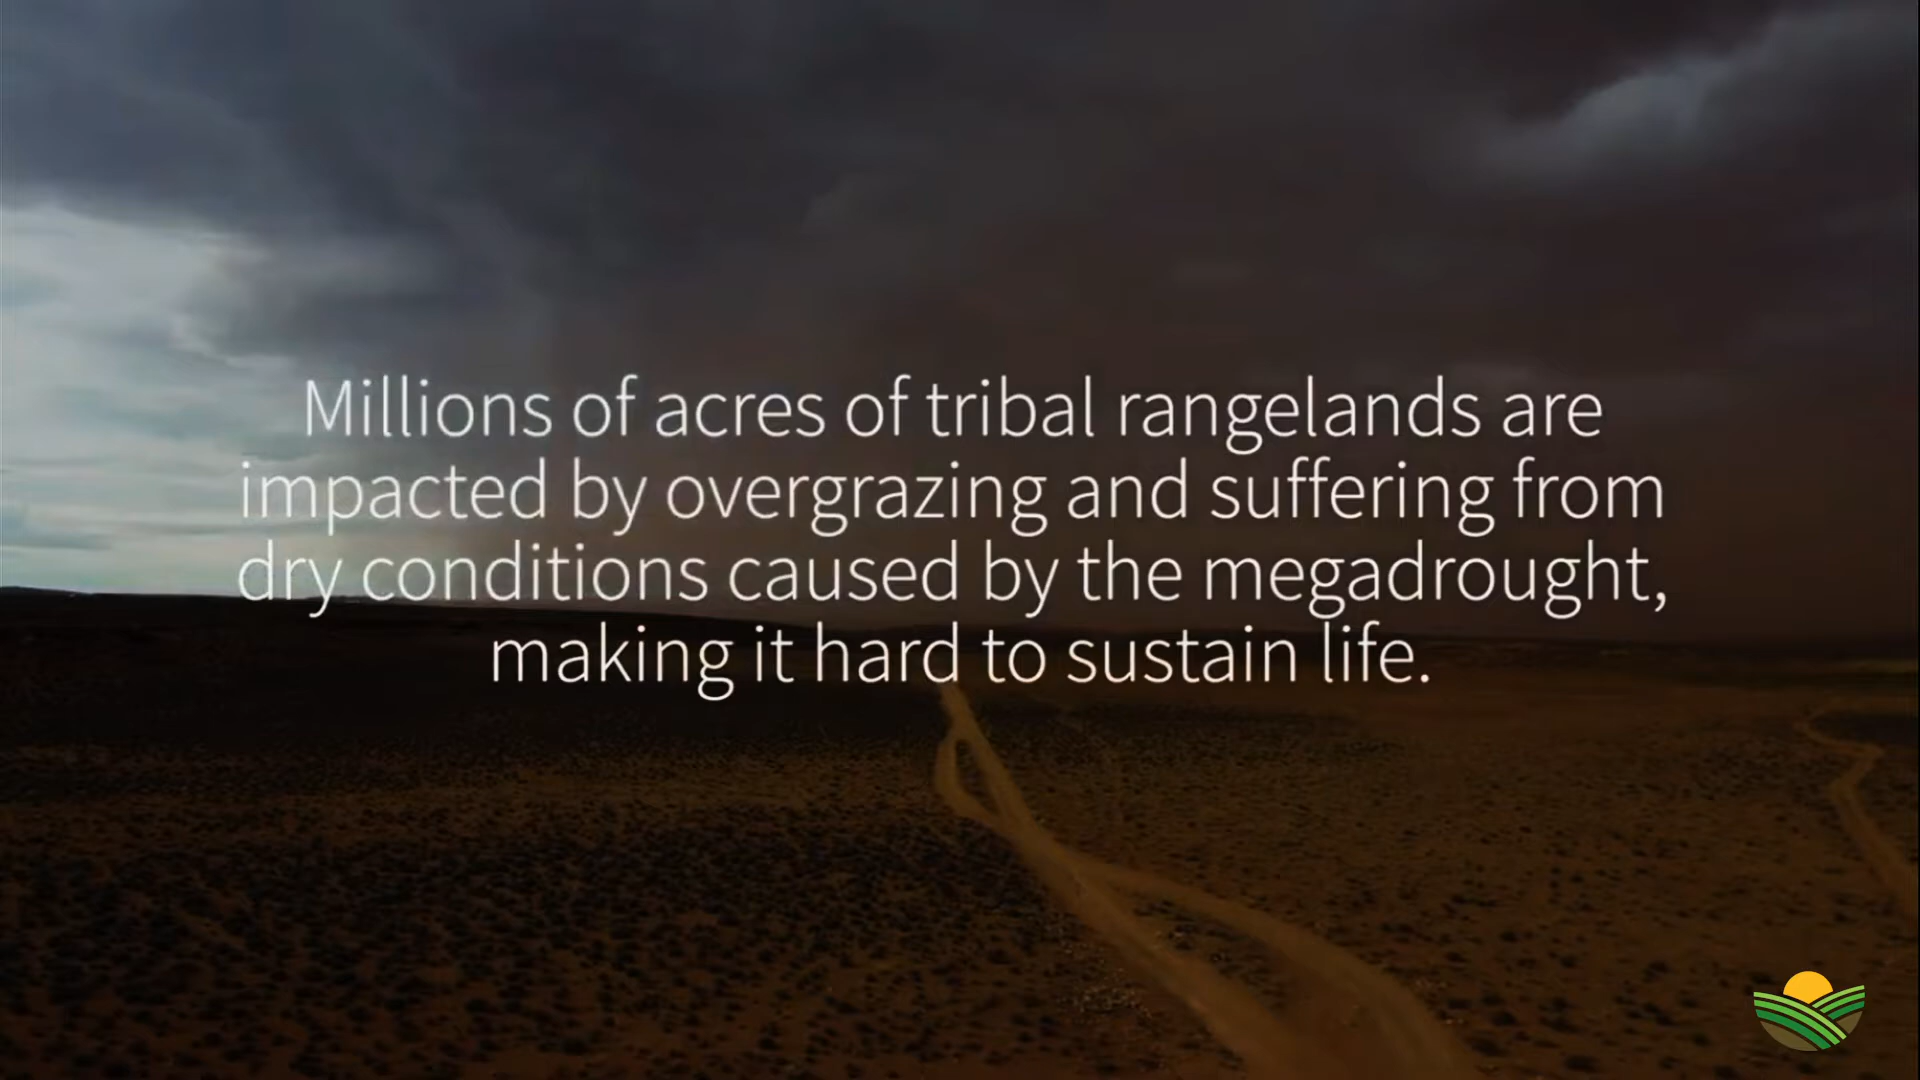 Millions of acres of tribal rangelands are
impacted by overgrazing and suffering from
dry conditions caused by the megadrought,
making it hard to sustain life.